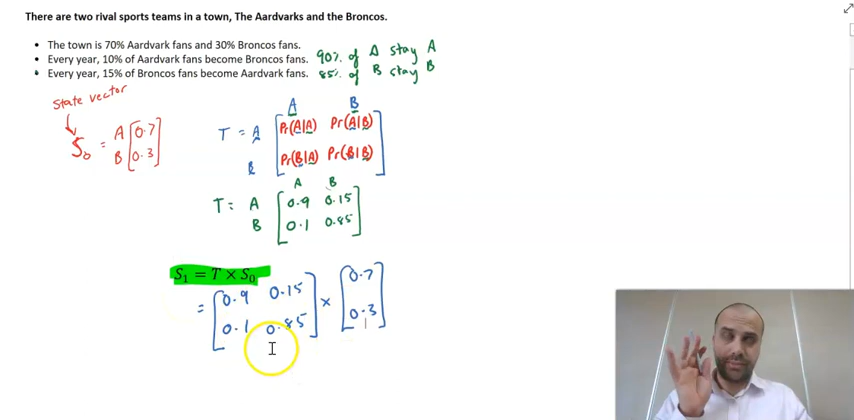 There are two rival sports teams in a town, The Aardvarks and the Broncos.
• The town is 70% Aardvark fans and 30% Broncos fans.
• Every year, 10% of Aardvark fans become Broncos fans. 90% of A stay A
• Every year, 15% of Broncos fans become Aardvark fans. 85% of B stay B
State vector
S₀ = A [0.7
B 0.3]
A B
T = A [Pr(A|A) Pr(A|B)
B Pr(B|A) Pr(B|B)]
A B
T = A [0.9 0.15
B 0.1 0.85]
S₁ = T × S₀
= [0.9 0.15 × [0.7
0.1 0.85] 0.3]